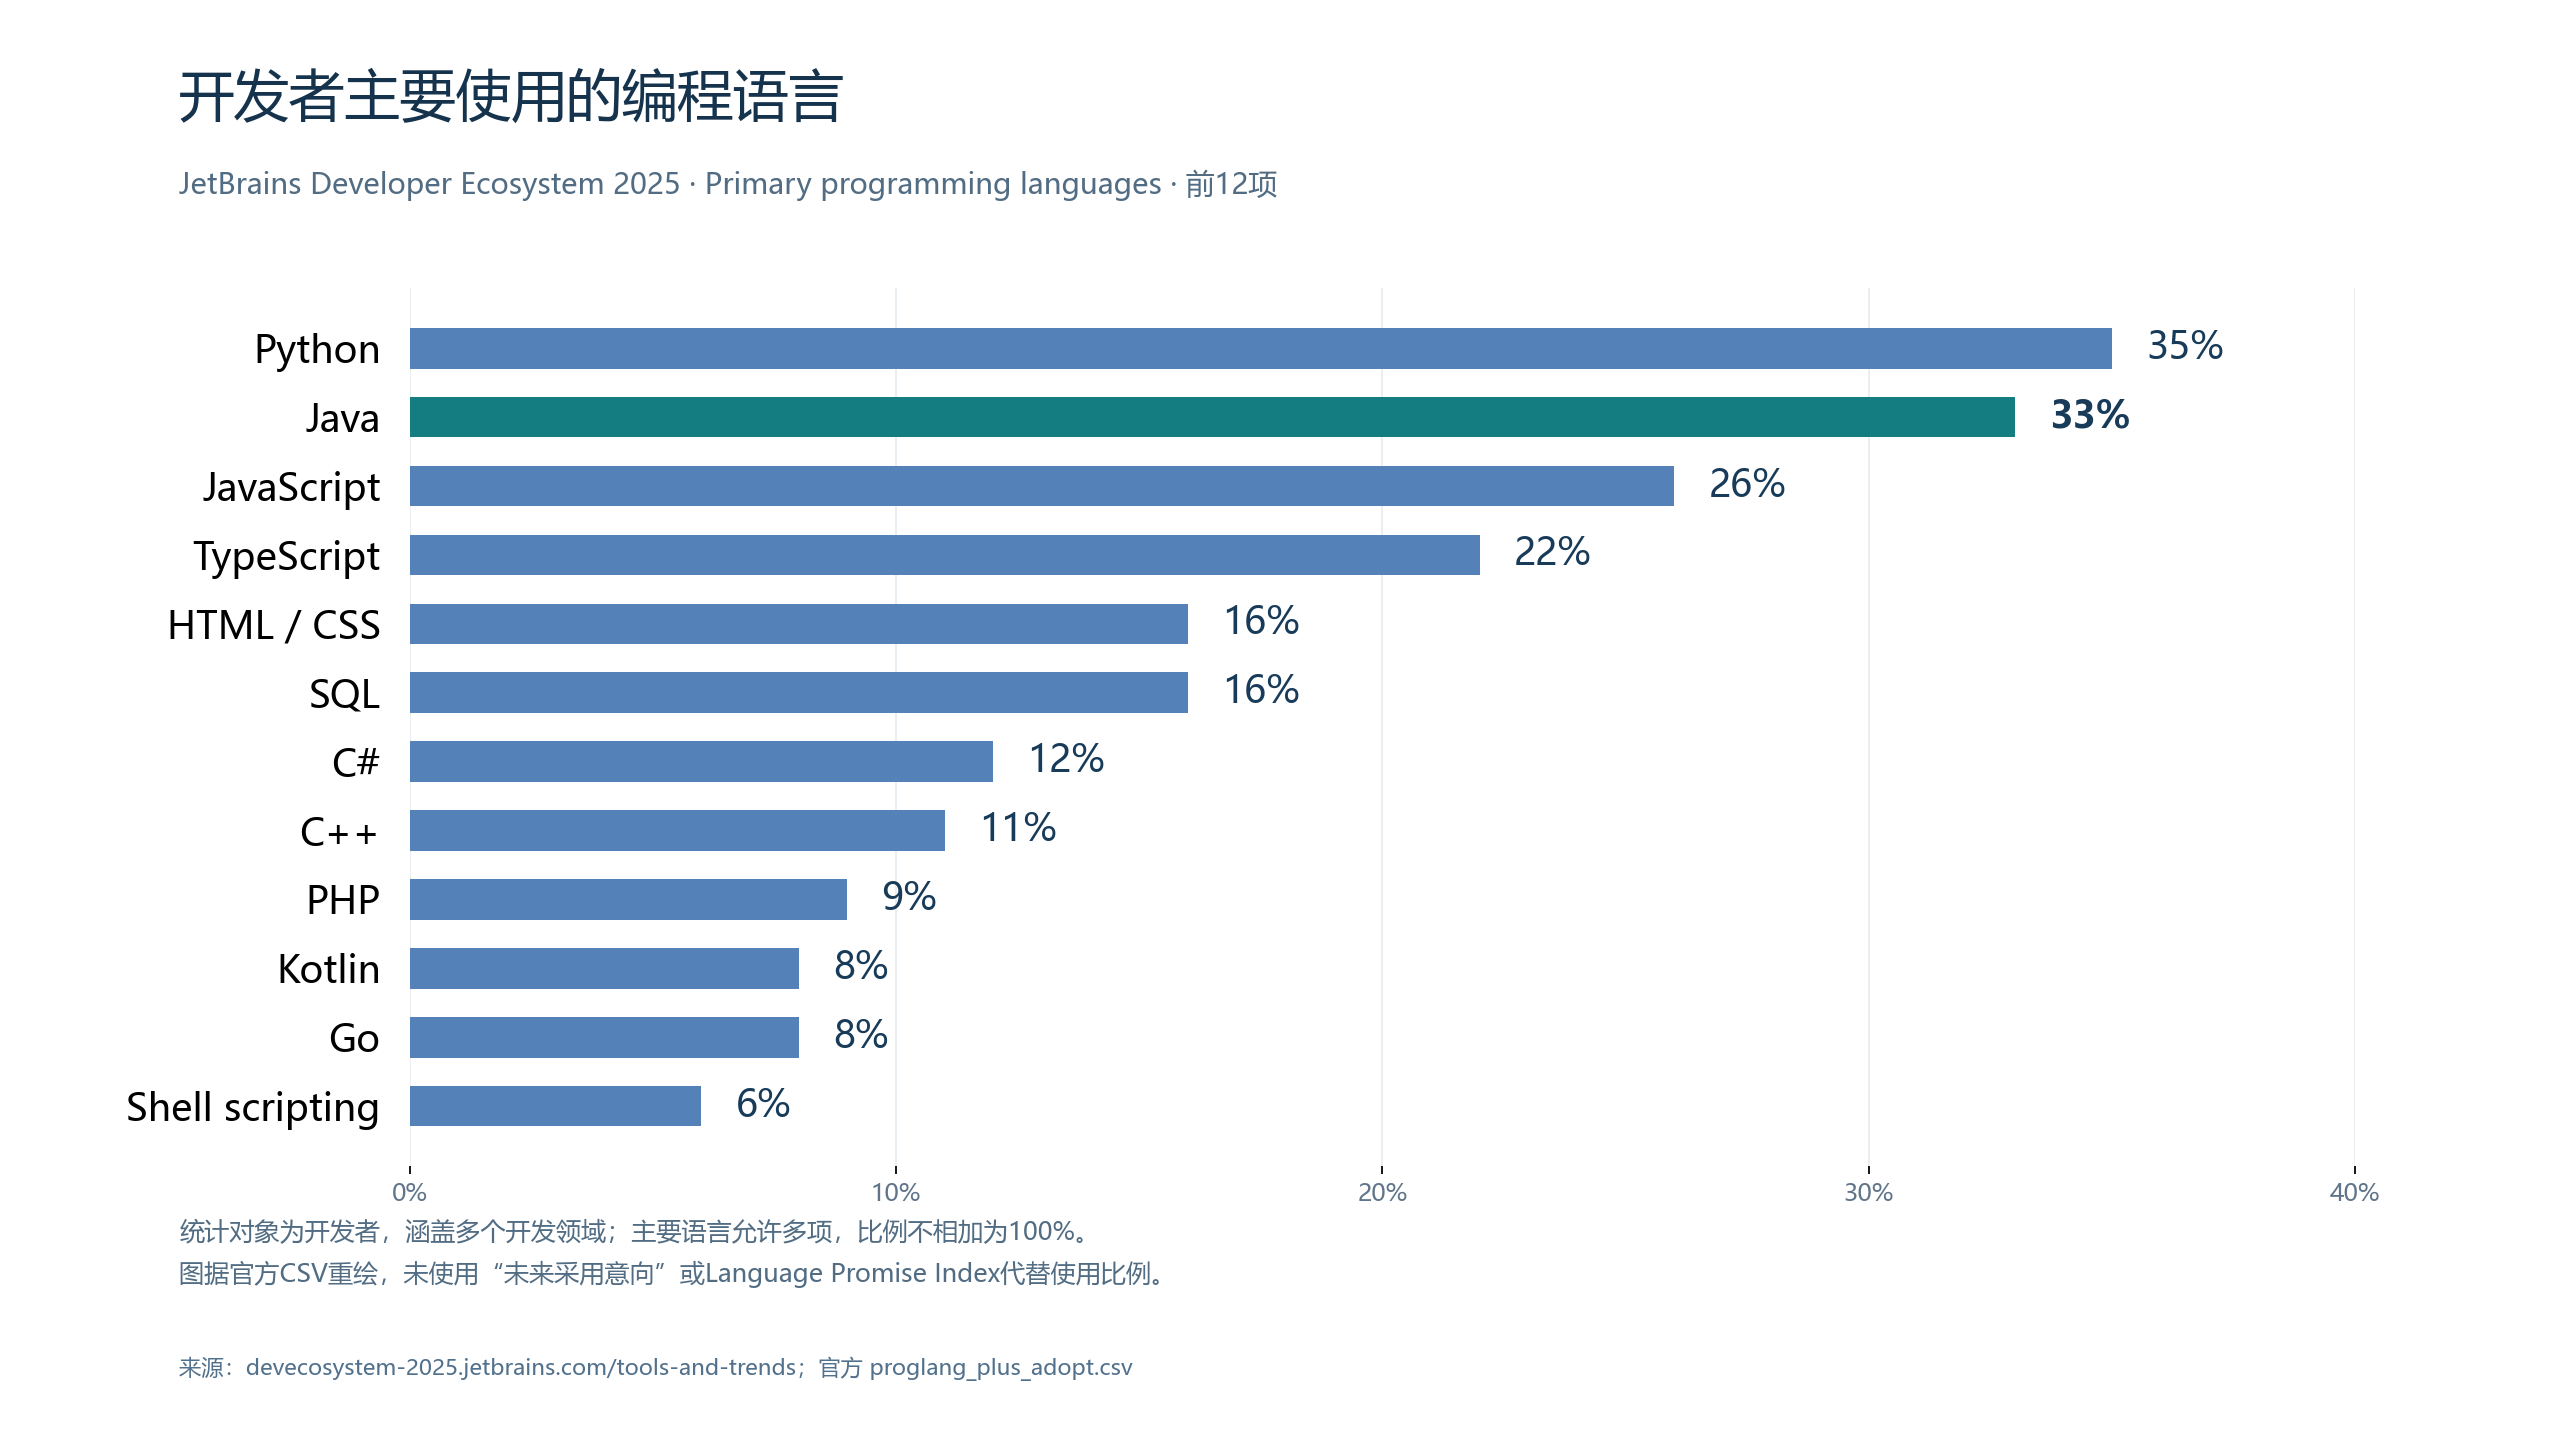 开发者主要使用的编程语言
JetBrains Developer Ecosystem 2025 · Primary programming languages · 前12项
Python 35%
Java 33%
JavaScript 26%
TypeScript 22%
HTML / CSS 16%
SQL 16%
C# 12%
C++ 11%
PHP 9%
Kotlin 8%
Go 8%
Shell scripting 6%
0% 10% 20% 30% 40%
统计对象为开发者，涵盖多个开发领域；主要语言允许多项，比例不相加为100%。
图据官方CSV重绘，未使用“未来采用意向”或Language Promise Index代替使用比例。
来源：devecosystem-2025.jetbrains.com/tools-and-trends；官方 proglang_plus_adopt.csv